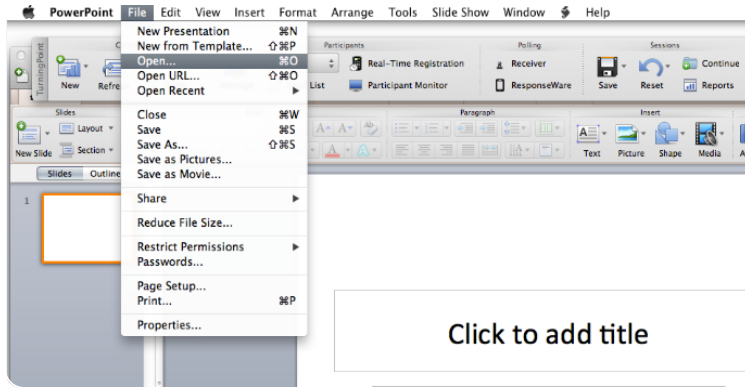 PowerPoint File Edit View Insert Format Arrange Tools Slide Show Window Help
New Presentation ⌘N
New from Template... ⇧⌘P
Open... ⌘O
Open URL... ⇧⌘O
Open Recent ▶
Close ⌘W
Save ⌘S
Save As... ⇧⌘S
Save as Pictures...
Save as Movie...
Share ▶
Reduce File Size...
Restrict Permissions ▶
Passwords...
Page Setup...
Print... ⌘P
Properties...
TurningPoint
Participants Polling Sessions
Real-Time Registration Receiver Continue
New List Participant Monitor ResponseWare Save Reset Reports
Slides Paragraph Insert
Layout
New Slide Section Text Picture Shape Media
Slides Outline
1
Click to add title